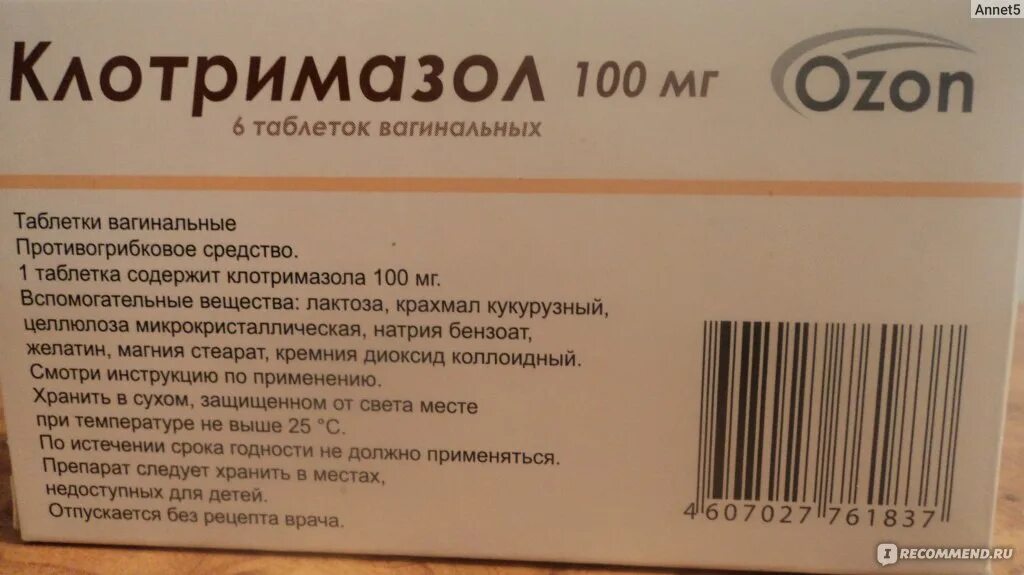 Annet5
Клотримазол 100 мг
Ozon
6 таблеток вагинальных
Таблетки вагинальные
Противогрибковое средство.
1 таблетка содержит клотримазола 100 мг.
Вспомогательные вещества: лактоза, крахмал кукурузный,
целлюлоза микрокристаллическая, натрия бензоат,
желатин, магния стеарат, кремния диоксид коллоидный.
Смотри инструкцию по применению.
Хранить в сухом, защищенном от света месте
при температуре не выше 25 °С.
По истечении срока годности не должно применяться.
Препарат следует хранить в местах,
недоступных для детей.
Отпускается без рецепта врача.
4 607027 761837
IRECOMMEND.RU